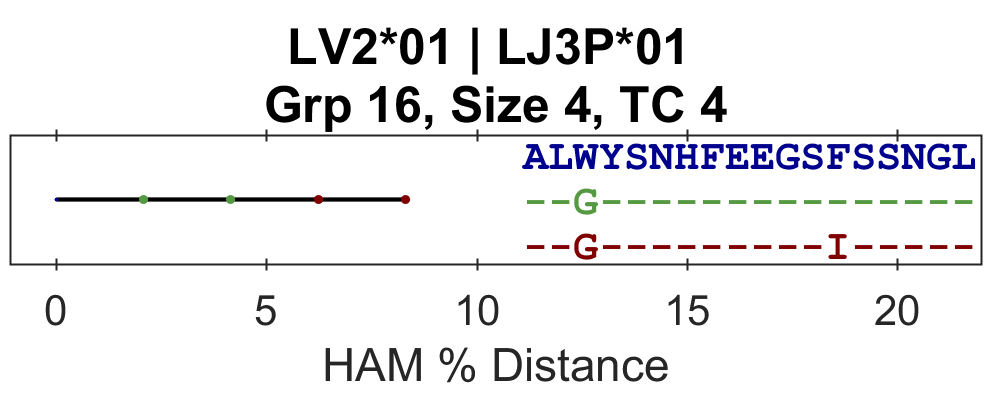 LV2*01 | LJ3P*01
Grp 16, Size 4, TC 4
ALWYSNHFEEGSFSSNGL
--G---------------
--G---------I-----
0 5 10 15 20
HAM % Distance